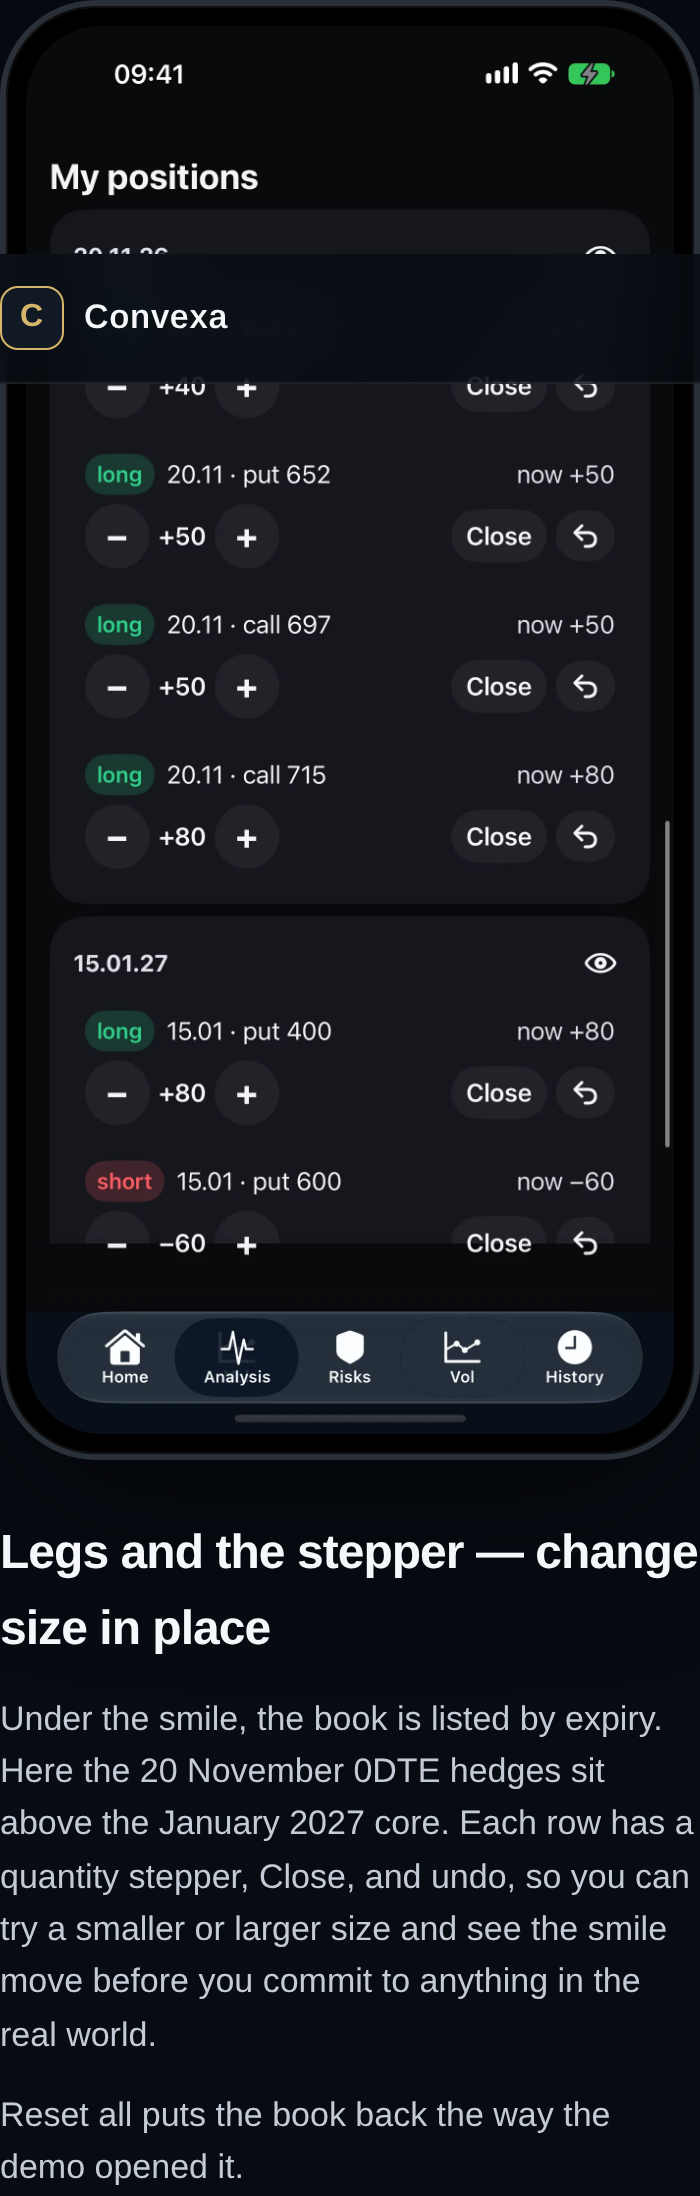 09:41
My positions
20.11.26
C Convexa
− +40 + Close
long 20.11 · put 652 now +50
− +50 + Close
long 20.11 · call 697 now +50
− +50 + Close
long 20.11 · call 715 now +80
− +80 + Close
15.01.27
long 15.01 · put 400 now +80
− +80 + Close
short 15.01 · put 600 now −60
− −60 + Close
Home Analysis Risks Vol History
Legs and the stepper — change
size in place
Under the smile, the book is listed by expiry.
Here the 20 November 0DTE hedges sit
above the January 2027 core. Each row has a
quantity stepper, Close, and undo, so you can
try a smaller or larger size and see the smile
move before you commit to anything in the
real world.
Reset all puts the book back the way the
demo opened it.